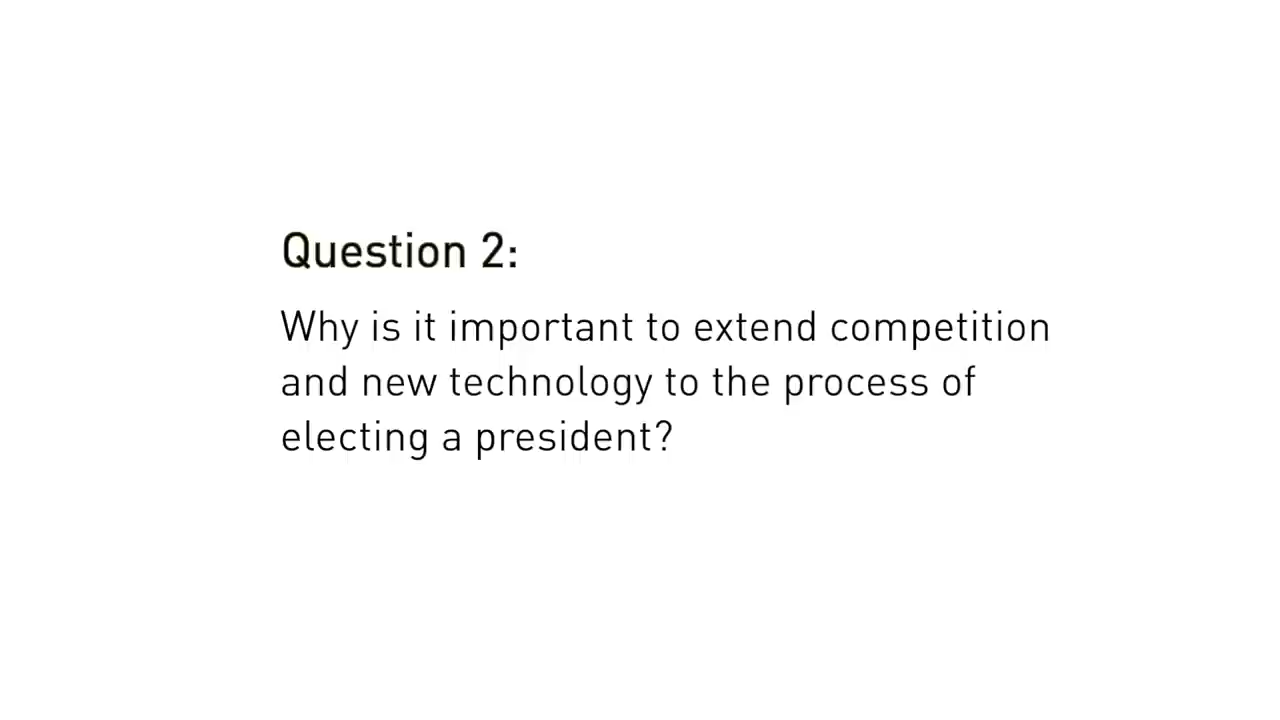 Question 2:
Why is it important to extend competition
and new technology to the process of
electing a president?